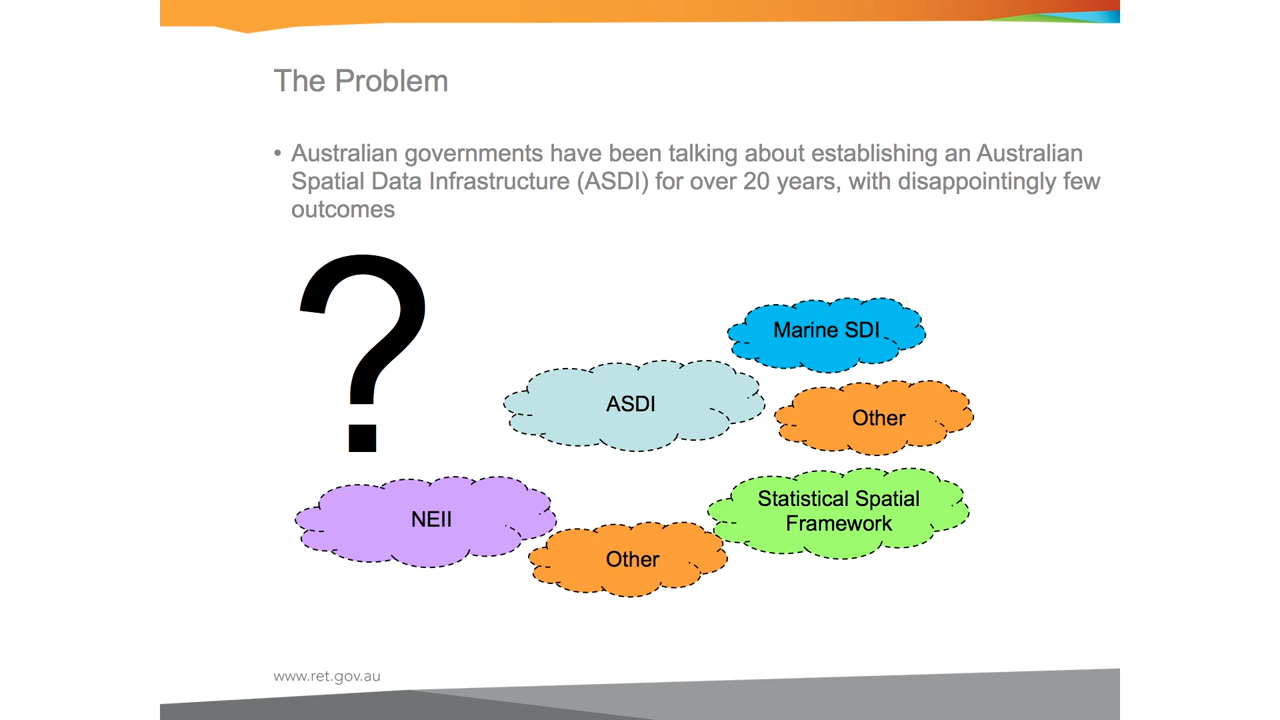 The Problem
• Australian governments have been talking about establishing an Australian
Spatial Data Infrastructure (ASDI) for over 20 years, with disappointingly few
outcomes
?
Marine SDI
ASDI
Other
NEII
Statistical Spatial
Framework
Other
www.ret.gov.au